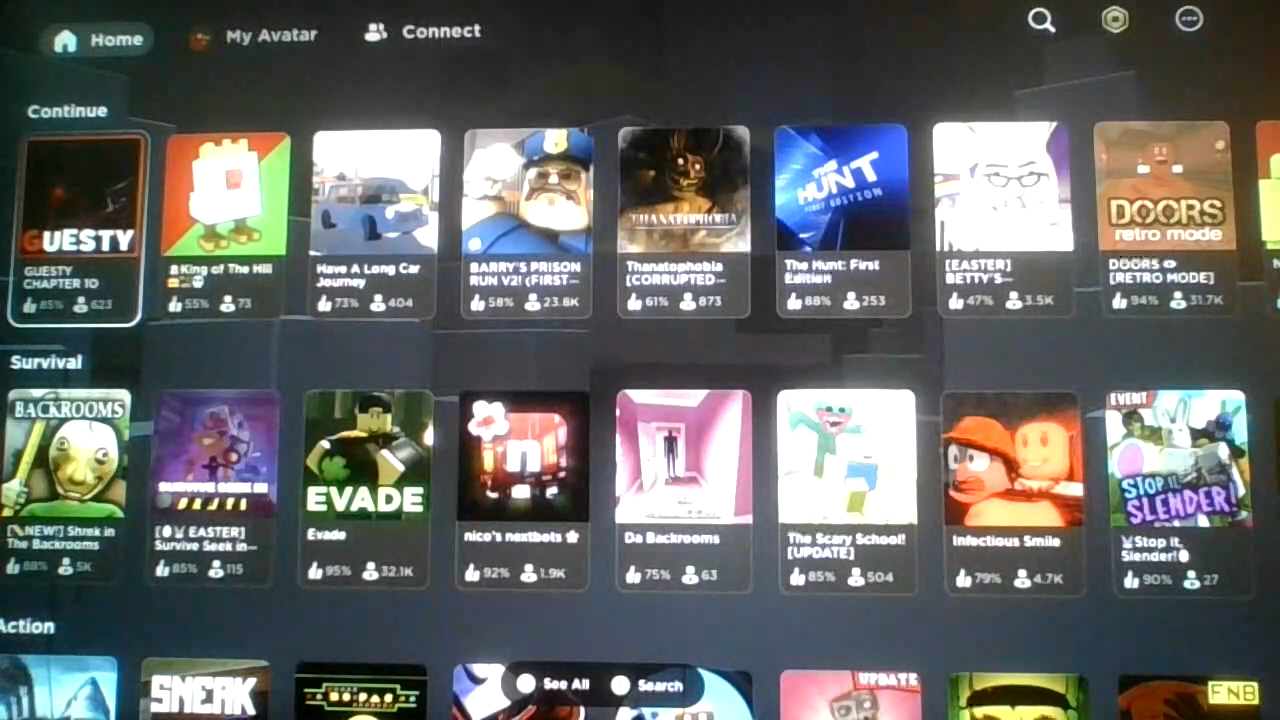 Home
My Avatar
Connect
Continue
GUESTY
THE HUNT
FIRST EDITION
THANATOPHOBIA
DOORS
retro mode
GUESTY
CHAPTER 10
King of The Hill
Have A Long Car
Journey
BARRY'S PRISON
RUN V2! (FIRST-
Thanatophobia
[CORRUPTED-
The Hunt: First
Edition
[EASTER]
BETTY'S-
DOORS
[RETRO MODE]
85% 623
55% 73
73% 404
58% 23.8K
61% 873
88% 253
47% 3.5K
94% 31.7K
Survival
BACKROOMS
EVADE
n
EVENT
STOP IT,
SLENDER!
[NEW!] Shrek in
The Backrooms
[EASTER]
Survive Seek in-
Evade
nico's nextbots
Da Backrooms
The Scary School!
[UPDATE]
Infectious Smile
Stop it,
Slender!
88% 5K
85% 115
95% 32.1K
92% 1.9K
75% 63
85% 504
79% 4.7K
90% 27
Action
SNEAK
UPDATE
FNB
See All
Search